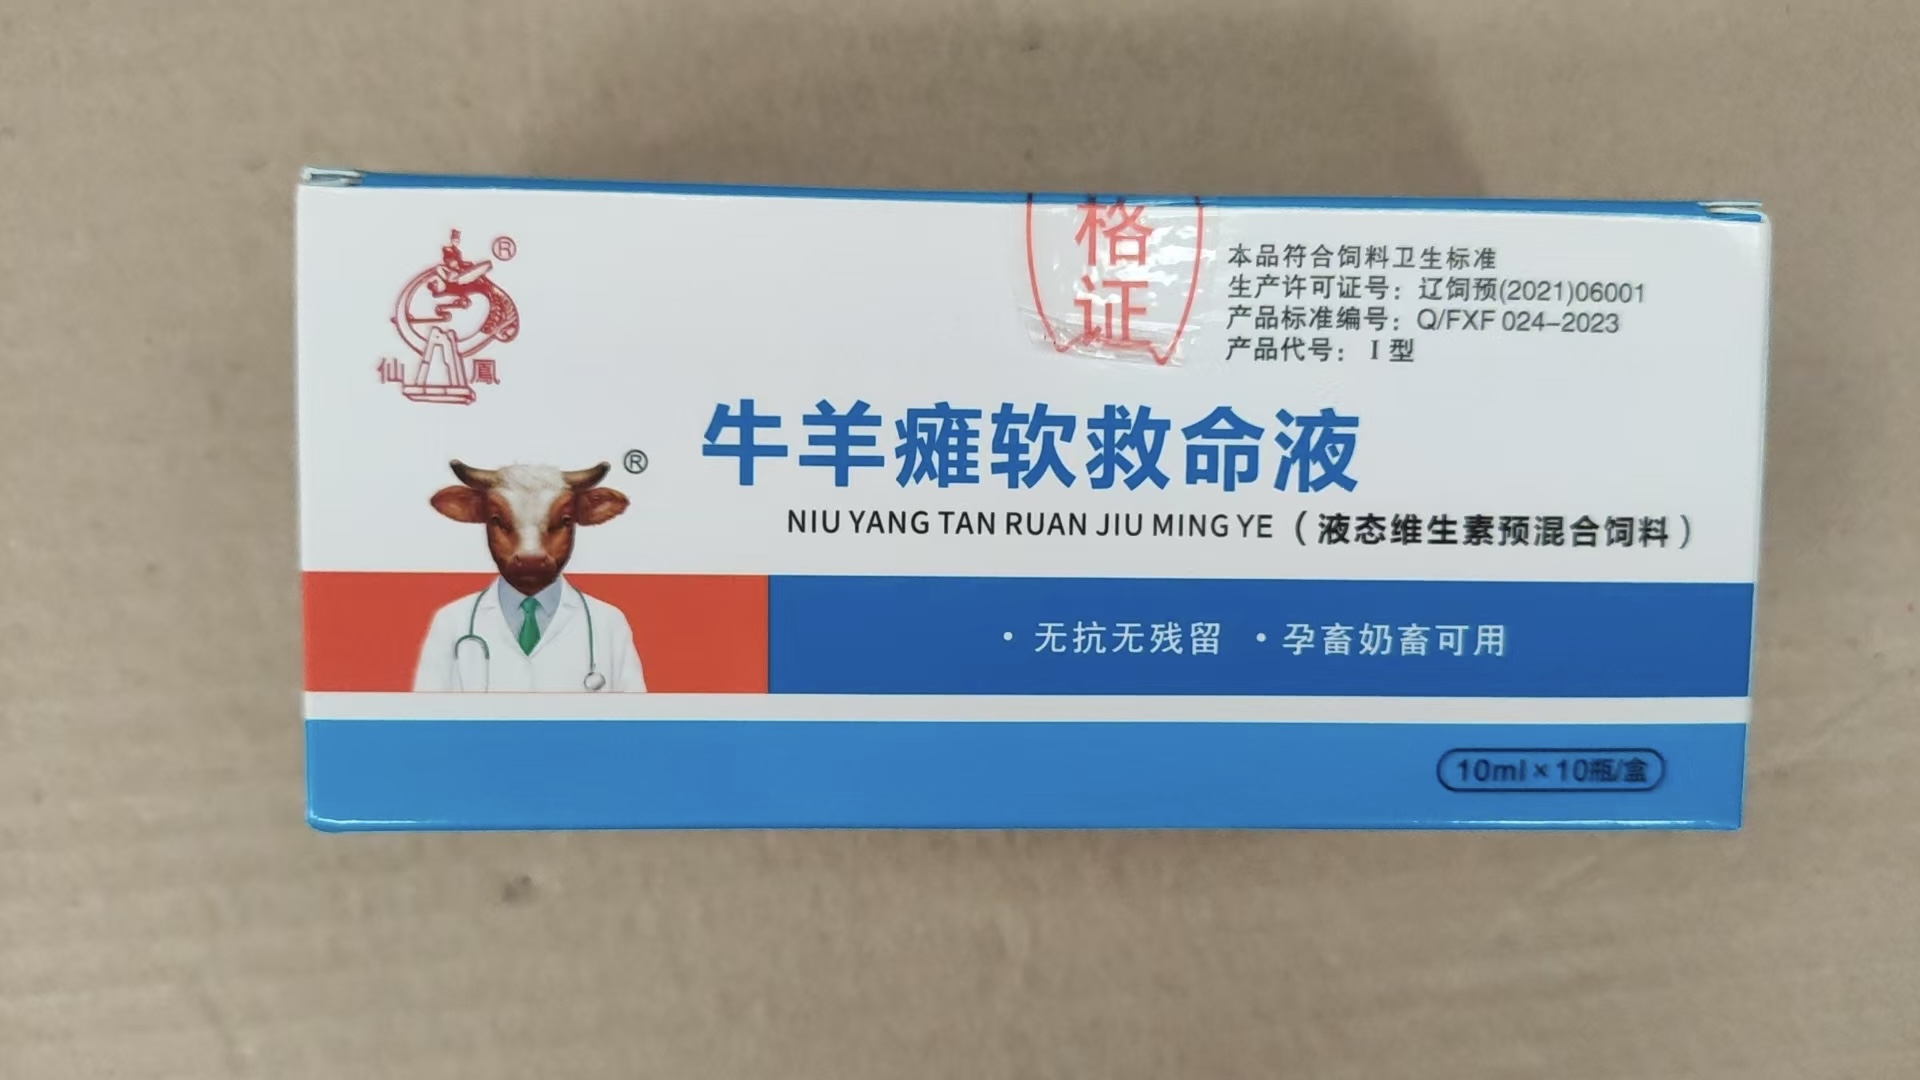 ®
仙鳳
格
证
本品符合饲料卫生标准
生产许可证号：辽饲预(2021)06001
产品标准编号：Q/FXF 024-2023
产品代号：Ⅰ型
®
牛羊瘫软救命液
NIU YANG TAN RUAN JIU MING YE（液态维生素预混合饲料）
· 无抗无残留 · 孕畜奶畜可用
10ml×10瓶/盒